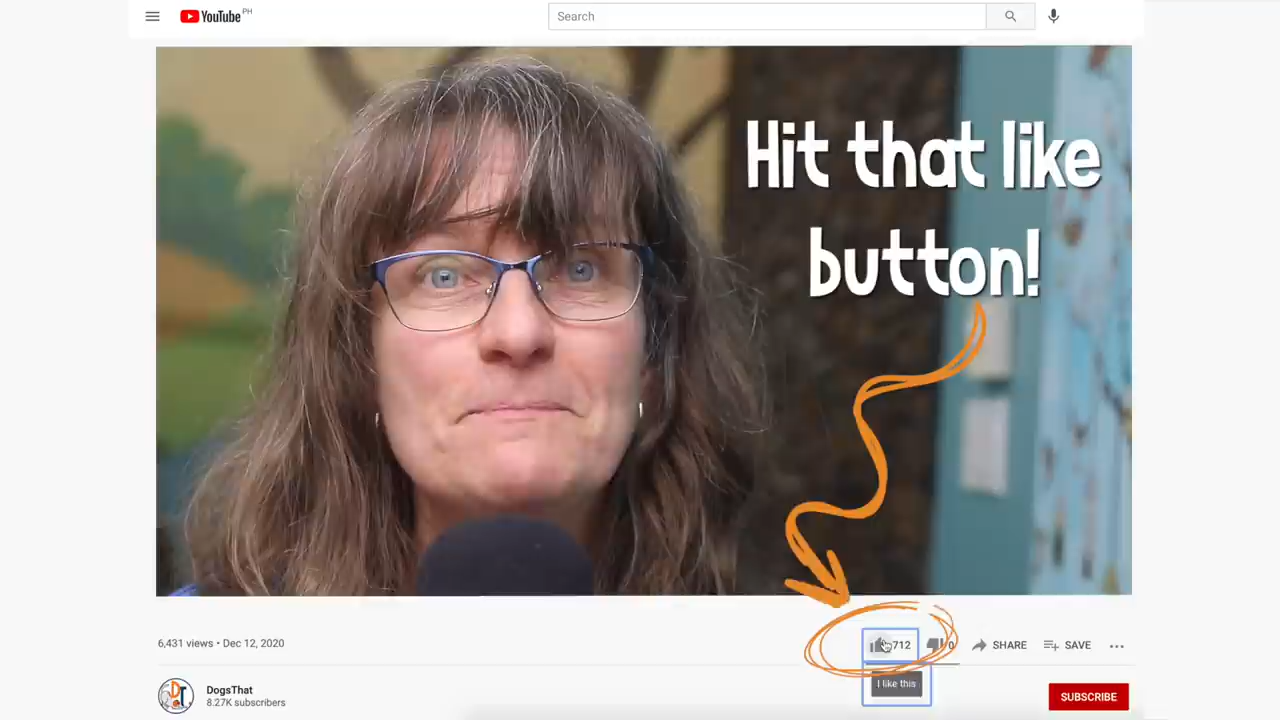 YouTube PH
Search
Hit that like
button!
6,431 views • Dec 12, 2020
712
0
SHARE
SAVE
I like this
DogsThat
8.27K subscribers
SUBSCRIBE